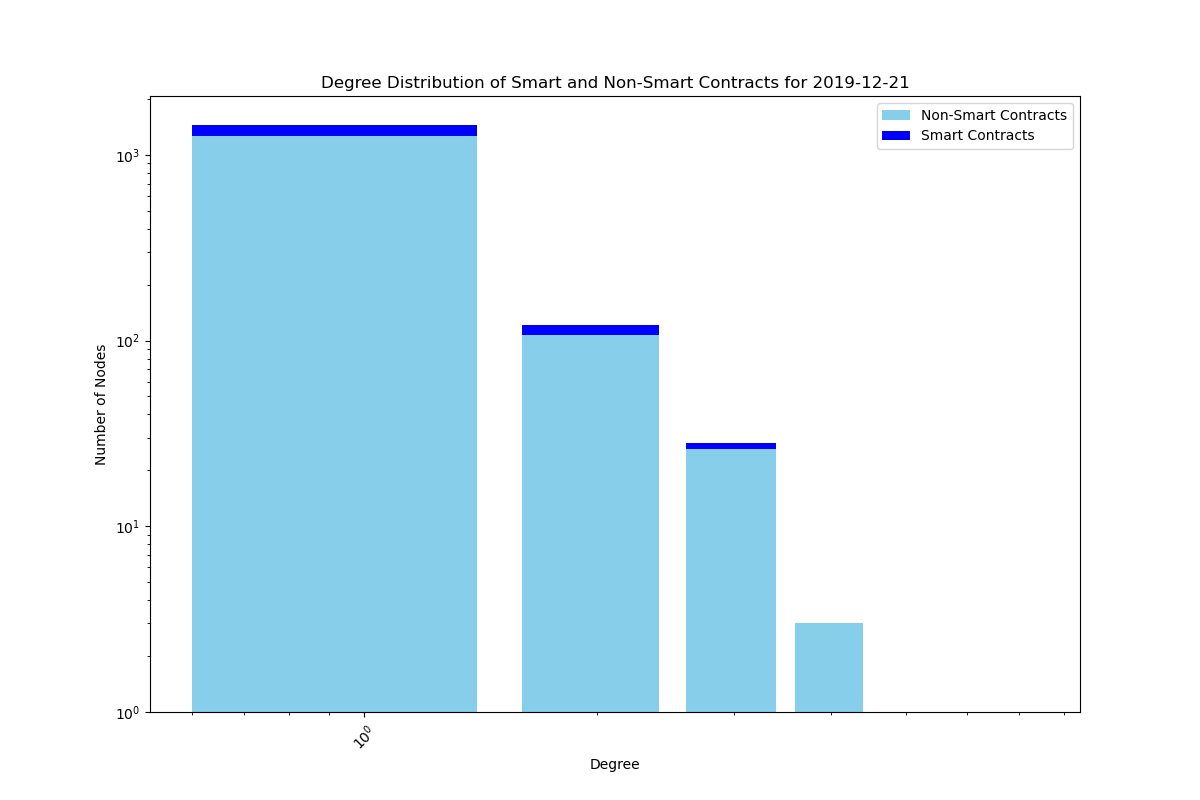 Degree Distribution of Smart and Non-Smart Contracts for 2019-12-21
Non-Smart Contracts
Smart Contracts
10³
10²
10¹
10⁰
Number of Nodes
10⁰
Degree